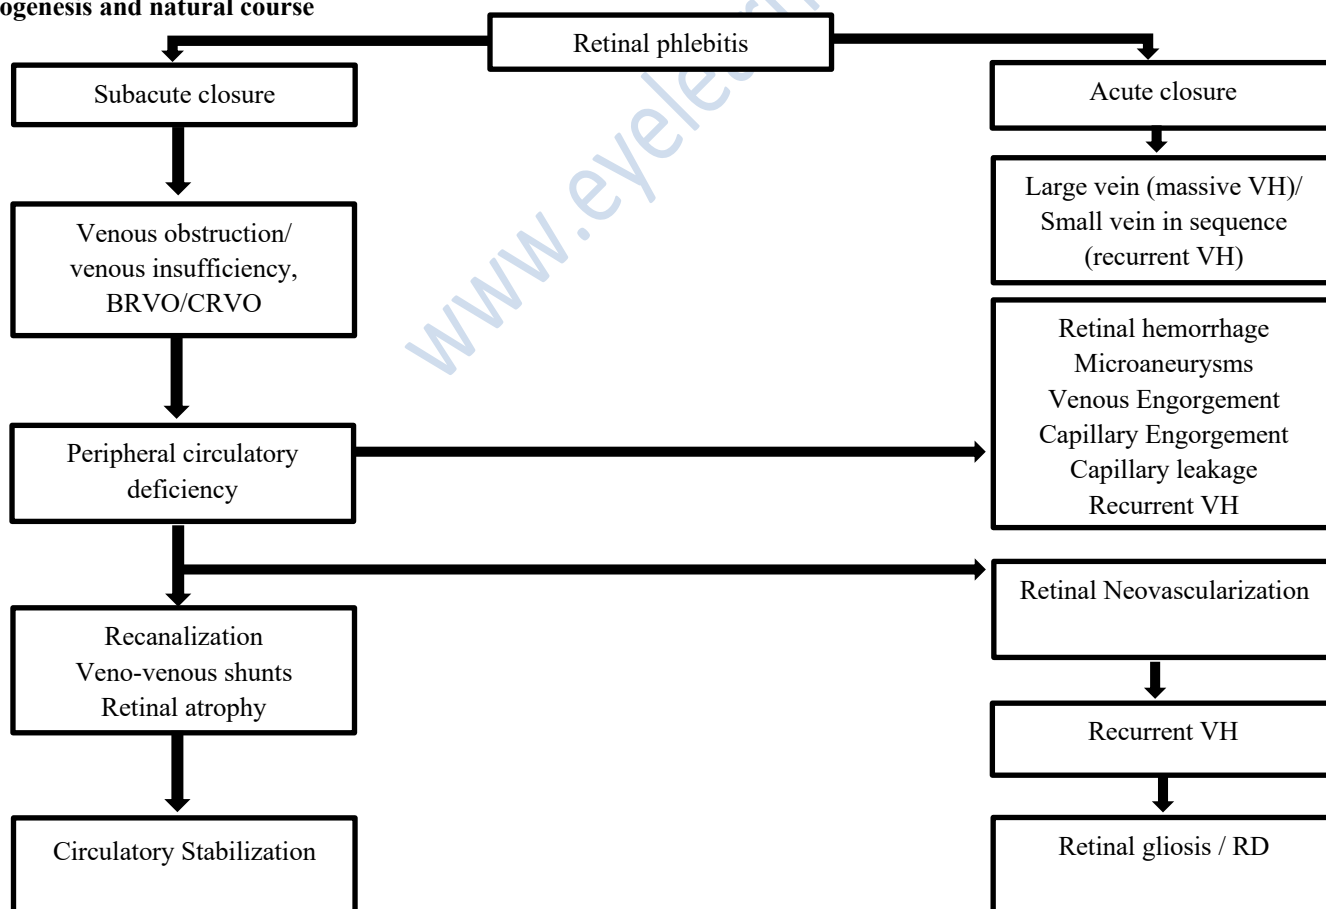 ogenesis and natural course
Retinal phlebitis
Subacute closure
Acute closure
Large vein (massive VH)/
Small vein in sequence
(recurrent VH)
Venous obstruction/
venous insufficiency,
BRVO/CRVO
Retinal hemorrhage
Microaneurysms
Venous Engorgement
Capillary Engorgement
Capillary leakage
Recurrent VH
Peripheral circulatory
deficiency
Retinal Neovascularization
Recanalization
Veno-venous shunts
Retinal atrophy
Recurrent VH
Circulatory Stabilization
Retinal gliosis / RD
www.eyelearn